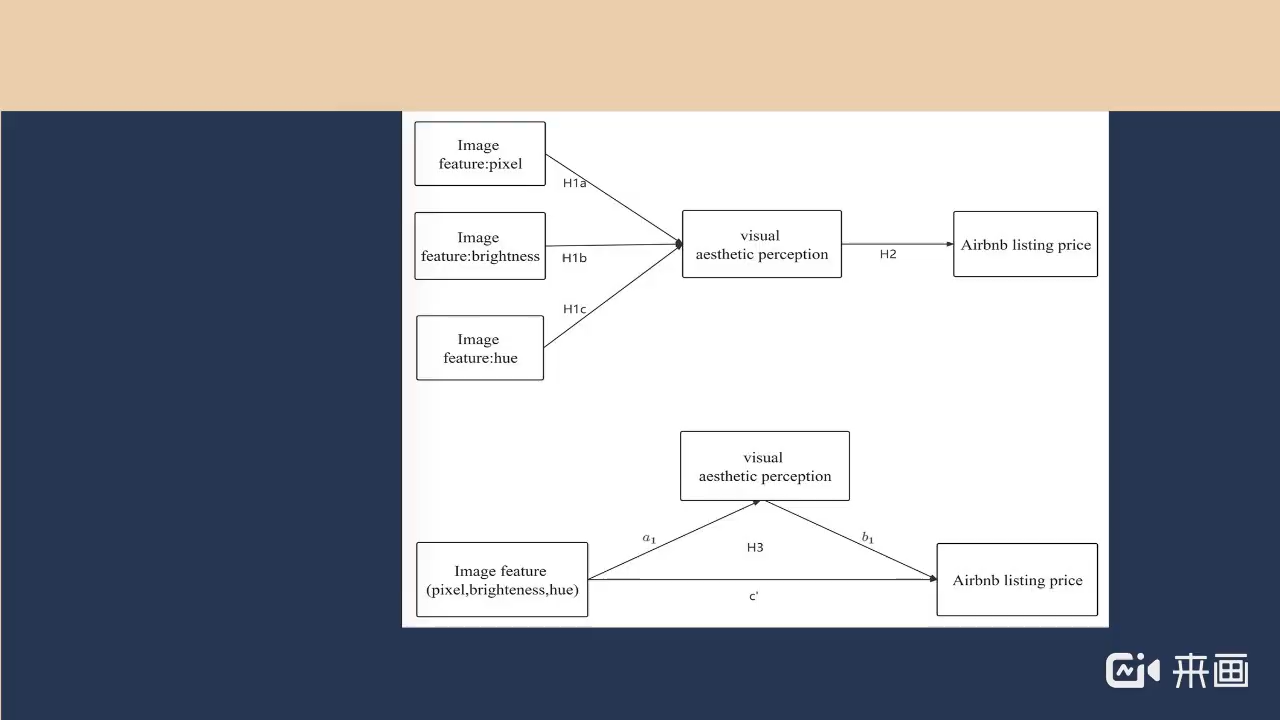 Image
feature:pixel
H1a
Image
feature:brightness
H1b
visual
aesthetic perception
H2
Airbnb listing price
H1c
Image
feature:hue
visual
aesthetic perception
a1
b1
H3
Image feature
(pixel,brighteness,hue)
c'
Airbnb listing price
来画